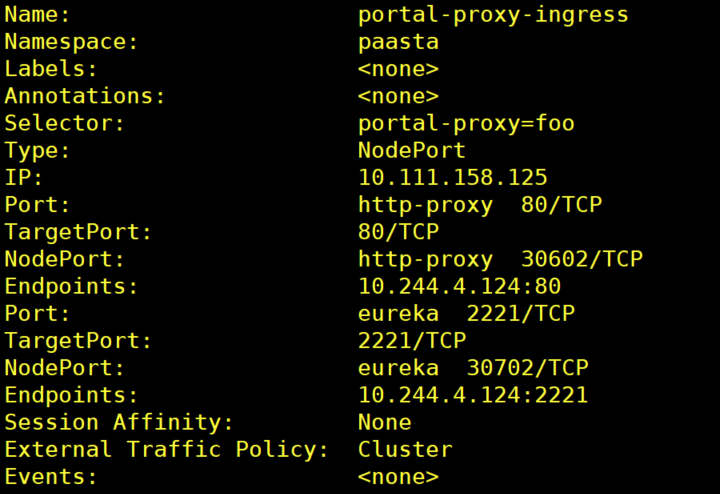 Name: portal-proxy-ingress
Namespace: paasta
Labels: <none>
Annotations: <none>
Selector: portal-proxy=foo
Type: NodePort
IP: 10.111.158.125
Port: http-proxy 80/TCP
TargetPort: 80/TCP
NodePort: http-proxy 30602/TCP
Endpoints: 10.244.4.124:80
Port: eureka 2221/TCP
TargetPort: 2221/TCP
NodePort: eureka 30702/TCP
Endpoints: 10.244.4.124:2221
Session Affinity: None
External Traffic Policy: Cluster
Events: <none>